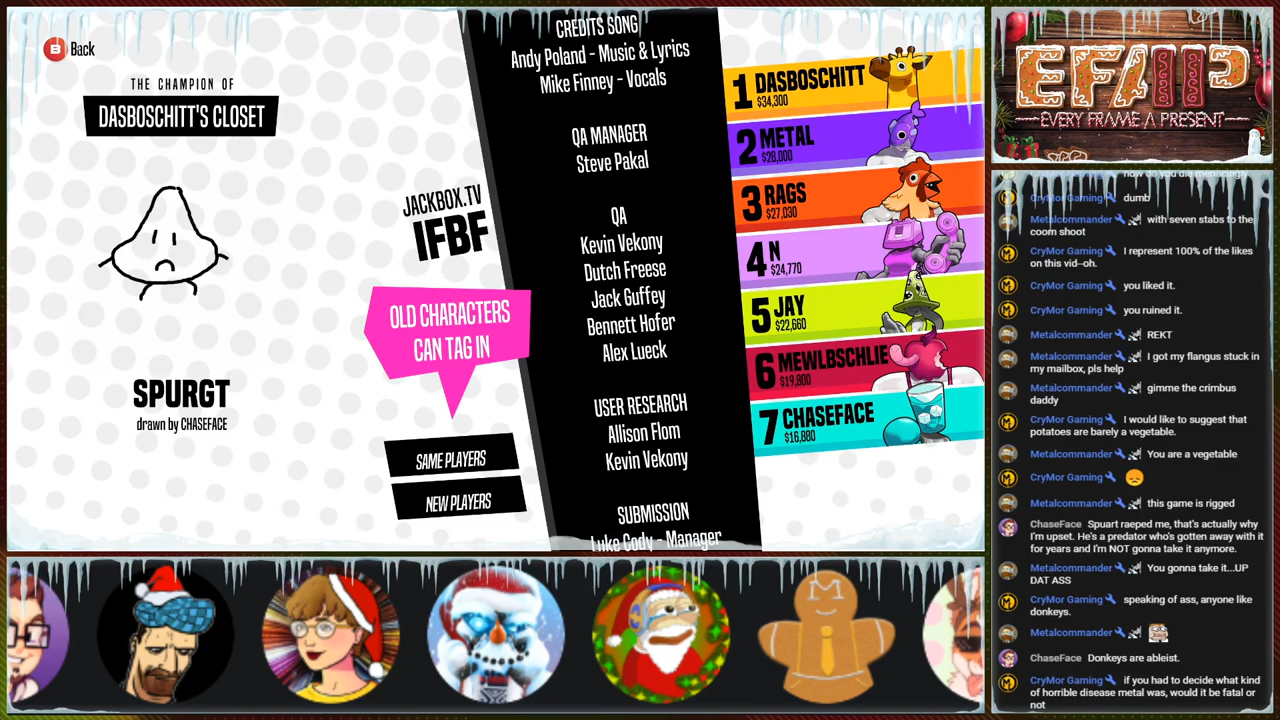 B Back
THE CHAMPION OF
DASBOSCHITT'S CLOSET
SPURGT
drawn by CHASEFACE
JACKBOX.TV
IFBF
OLD CHARACTERS
CAN TAG IN
SAME PLAYERS
NEW PLAYERS
CREDITS SONG
Andy Poland - Music & Lyrics
Mike Finney - Vocals
QA MANAGER
Steve Pakal
QA
Kevin Vekony
Dutch Freese
Jack Guffey
Bennett Hofer
Alex Lueck
USER RESEARCH
Allison Flom
Kevin Vekony
SUBMISSION
Luke Cody - Manager
1 DASBOSCHITT
$34,300
2 METAL
$28,000
3 RAGS
$27,030
4 N
$24,770
5 JAY
$22,660
6 MEWLBSCHLIE
$19,800
7 CHASEFACE
$16,880
EFAP
EVERY FRAME A PRESENT
how do you die menacingly
CryMor Gaming dumb
Metalcommander with seven stabs to the
coom shoot
CryMor Gaming I represent 100% of the likes
on this vid--oh.
CryMor Gaming you liked it.
CryMor Gaming you ruined it.
Metalcommander REKT
Metalcommander I got my flangus stuck in
my mailbox, pls help
Metalcommander gimme the crimbus
daddy
CryMor Gaming I would like to suggest that
potatoes are barely a vegetable.
Metalcommander You are a vegetable
CryMor Gaming
Metalcommander this game is rigged
ChaseFace Spuart raeped me, that's actually why
I'm upset. He's a predator who's gotten away with it
for years and I'm NOT gonna take it anymore.
Metalcommander You gonna take it...UP
DAT ASS
CryMor Gaming speaking of ass, anyone like
donkeys.
Metalcommander
ChaseFace Donkeys are ableist.
CryMor Gaming if you had to decide what kind
of horrible disease metal was, would it be fatal or
not
M